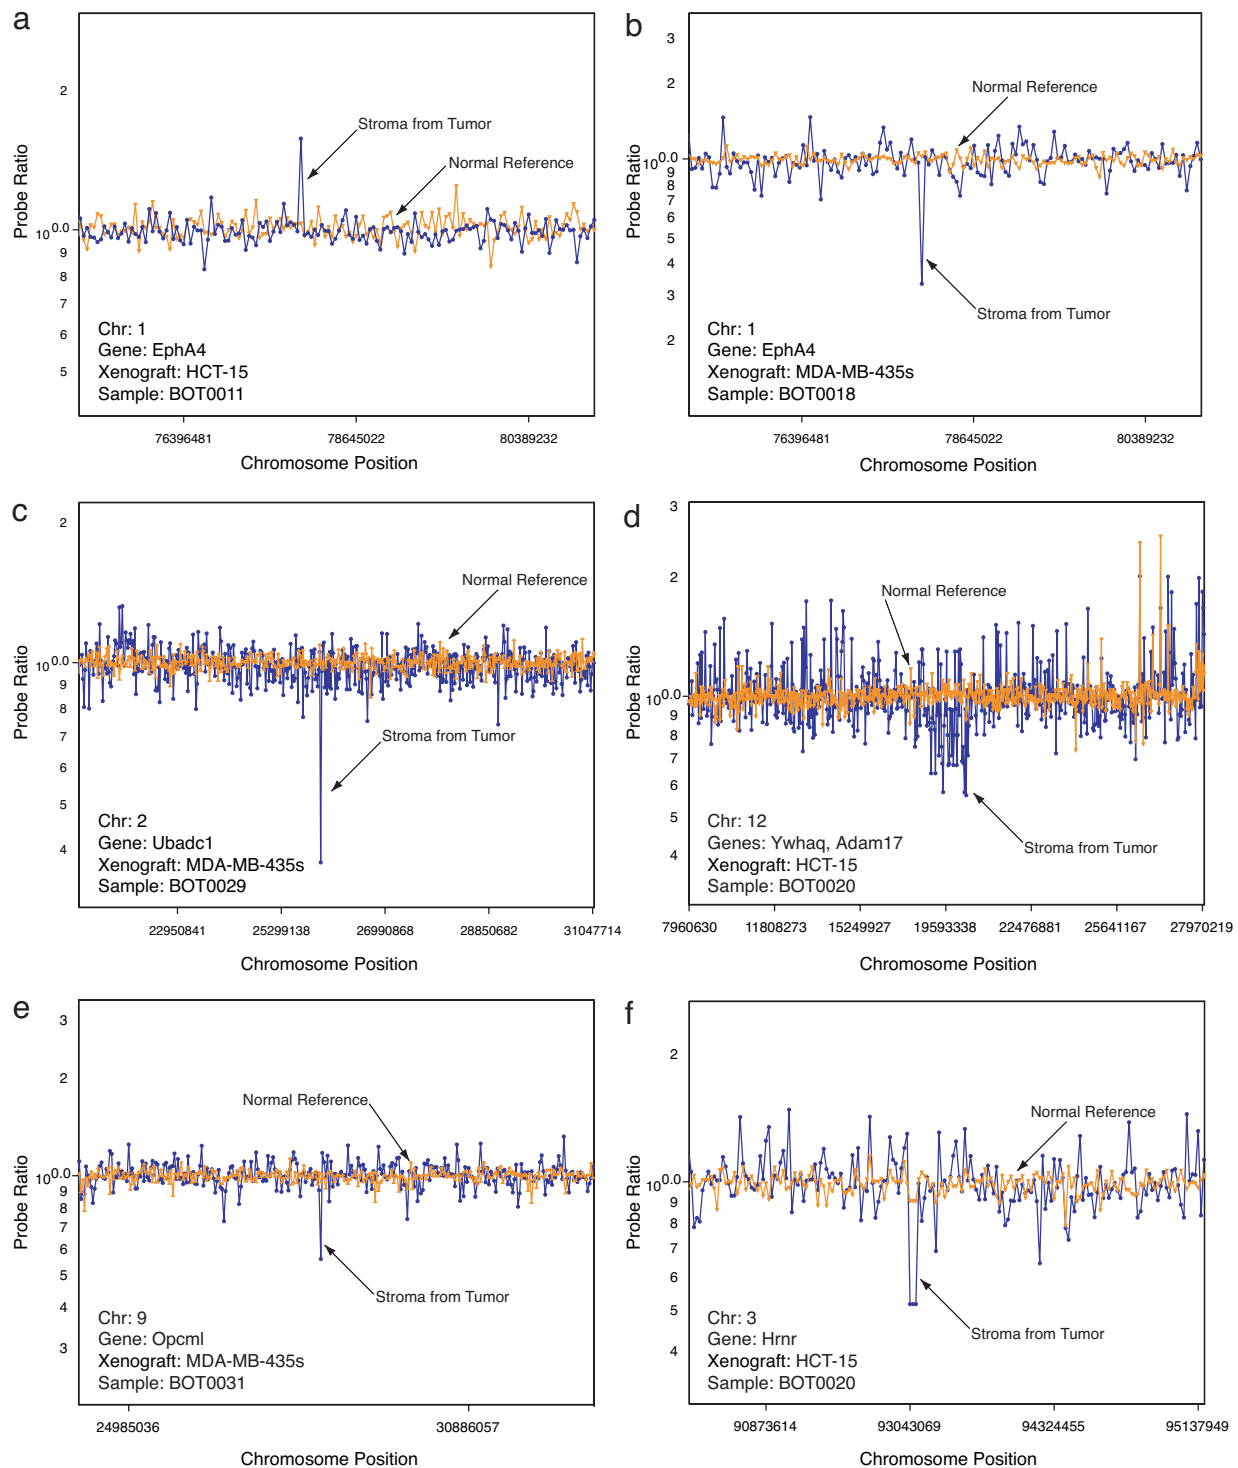 a
2
Stroma from Tumor
Normal Reference
10^0.0
9
8
7
6
5
Probe Ratio
Chr: 1
Gene: EphA4
Xenograft: HCT-15
Sample: BOT0011
76396481 78645022 80389232
Chromosome Position
b
3
2
Normal Reference
10^0.0
9
8
7
6
5
4
3
2
Probe Ratio
Stroma from Tumor
Chr: 1
Gene: EphA4
Xenograft: MDA-MB-435s
Sample: BOT0018
76396481 78645022 80389232
Chromosome Position
c
2
Normal Reference
10^0.0
9
8
7
6
5
4
Probe Ratio
Stroma from Tumor
Chr: 2
Gene: Ubadc1
Xenograft: MDA-MB-435s
Sample: BOT0029
22950841 25299138 26990868 28850682 31047714
Chromosome Position
d
3
2
Normal Reference
10^0.0
9
8
7
6
5
4
Probe Ratio
Stroma from Tumor
Chr: 12
Genes: Ywhaq, Adam17
Xenograft: HCT-15
Sample: BOT0020
7960630 11808273 15249927 19593338 22476881 25641167 27970219
Chromosome Position
e
3
2
Normal Reference
10^0.0
9
8
7
6
5
4
3
Probe Ratio
Stroma from Tumor
Chr: 9
Gene: Opcml
Xenograft: MDA-MB-435s
Sample: BOT0031
24985036 30886057
Chromosome Position
f
2
Normal Reference
10^0.0
9
8
7
6
5
4
Probe Ratio
Stroma from Tumor
Chr: 3
Gene: Hrnr
Xenograft: HCT-15
Sample: BOT0020
90873614 93043069 94324455 95137949
Chromosome Position